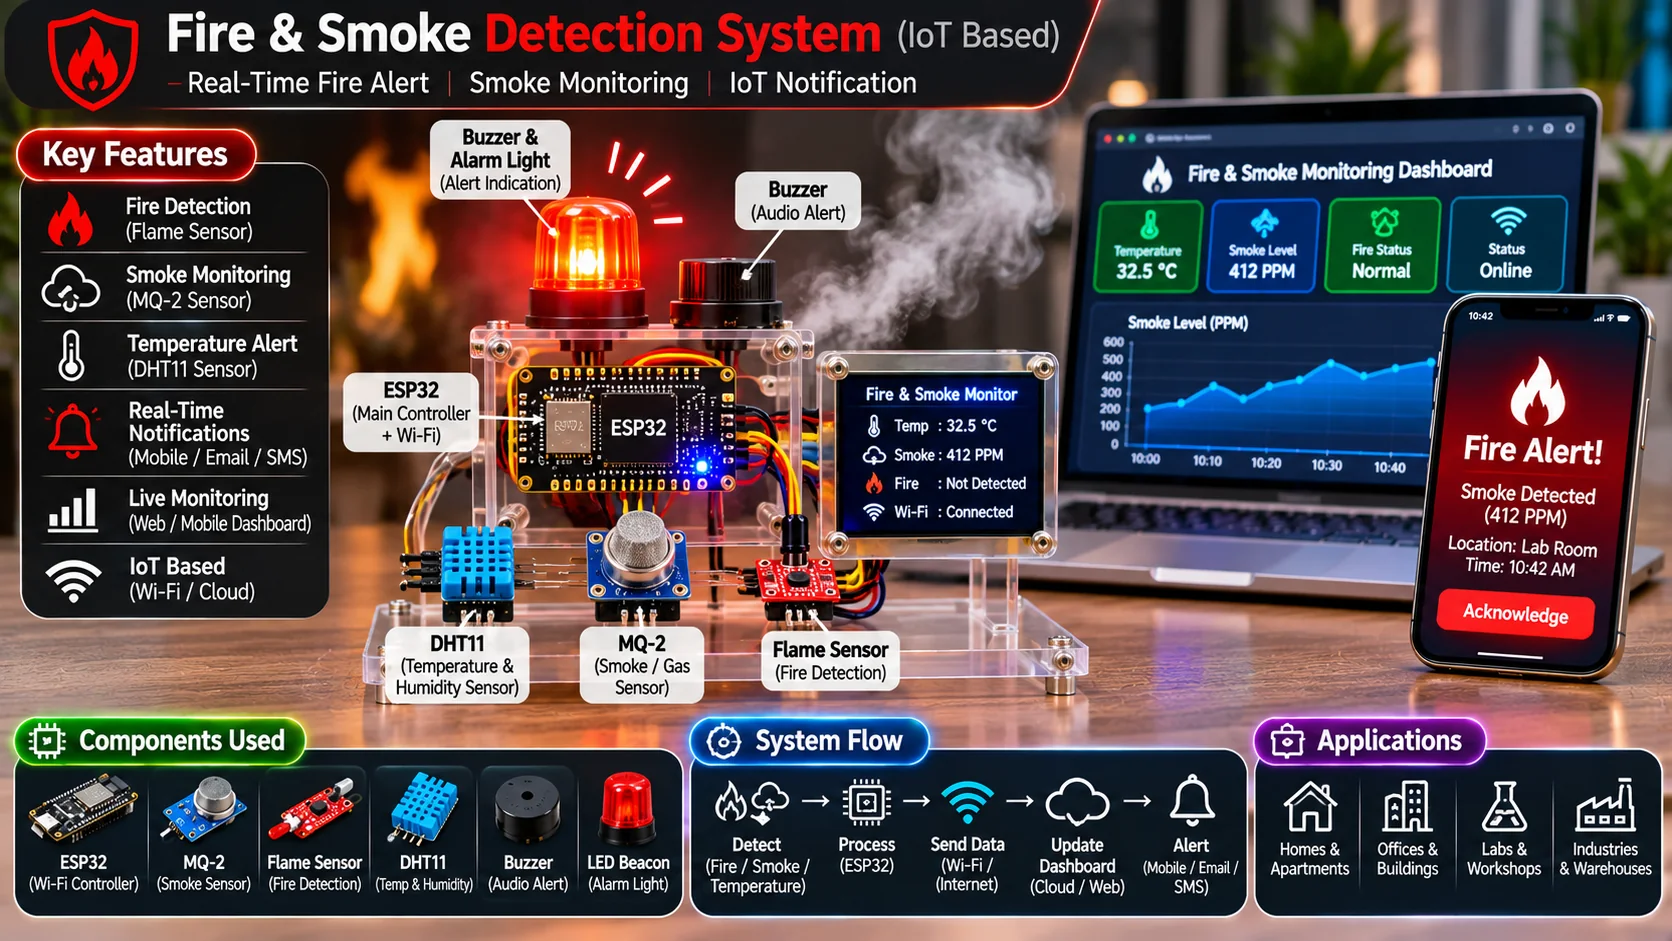 Fire & Smoke Detection System (IoT Based)
Real-Time Fire Alert | Smoke Monitoring | IoT Notification
Key Features
Fire Detection
(Flame Sensor)
Smoke Monitoring
(MQ-2 Sensor)
Temperature Alert
(DHT11 Sensor)
Real-Time
Notifications
(Mobile / Email / SMS)
Live Monitoring
(Web / Mobile Dashboard)
IoT Based
(Wi-Fi / Cloud)
Buzzer &
Alarm Light
(Alert Indication)
Buzzer
(Audio Alert)
ESP32
(Main Controller
+ Wi-Fi)
ESP32
DHT11
(Temperature &
Humidity Sensor)
MQ-2
(Smoke / Gas
Sensor)
Flame Sensor
(Fire Detection)
Fire & Smoke Monitor
Temp : 32.5 °C
Smoke : 412 PPM
Fire : Not Detected
Wi-Fi : Connected
Fire & Smoke Monitoring Dashboard
Temperature
32.5 °C
Smoke Level
412 PPM
Fire Status
Normal
Status
Online
Smoke Level (PPM)
600
500
400
300
200
100
0
10:00 10:10 10:20 10:30 10:40
10:42
Fire Alert!
Smoke Detected
(412 PPM)
Location: Lab Room
Time: 10:42 AM
Acknowledge
Components Used
ESP32
(Wi-Fi Controller)
MQ-2
(Smoke Sensor)
Flame Sensor
(Fire Detection)
DHT11
(Temp & Humidity)
Buzzer
(Audio Alert)
LED Beacon
(Alarm Light)
System Flow
Detect
(Fire / Smoke /
Temperature)
Process
(ESP32)
Send Data
(Wi-Fi /
(Internet)
Update
Dashboard
(Cloud / Web)
Alert
(Mobile / Email /
SMS)
Applications
Homes &
Apartments
Offices &
Buildings
Labs &
Workshops
Industries
& Warehouses